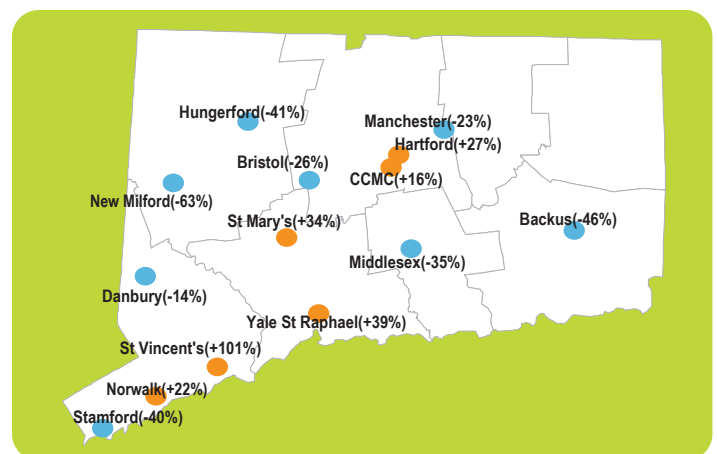 Hungerford(-41%)
Manchester(-23%)
Hartford(+27%)
Bristol(-26%)
CCMC(+16%)
New Milford(-63%)
St Mary's(+34%)
Backus(-46%)
Middlesex(-35%)
Danbury(-14%)
Yale St Raphael(+39%)
St Vincent's(+101%)
Norwalk(+22%)
Stamford(-40%)